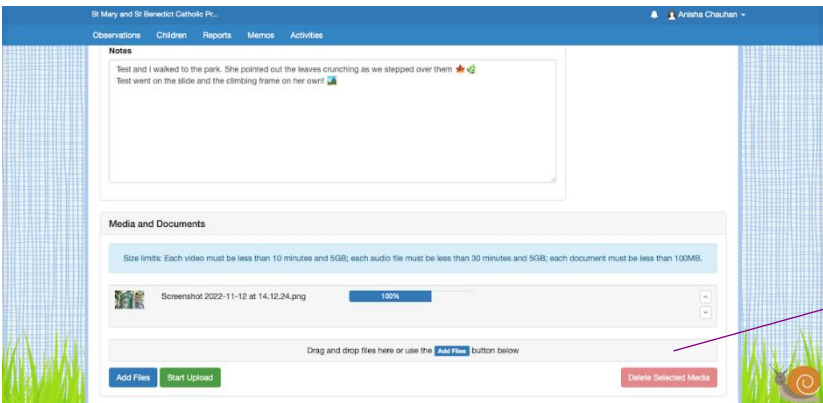 St Mary and St Benedict Catholic Pr...
Anisha Chauhan
Observations Children Reports Memos Activities
Notes
Test and I walked to the park. She pointed out the leaves crunching as we stepped over them 🍁🌿
Test went on the slide and the climbing frame on her own! 🏞️
Media and Documents
Size limits: Each video must be less than 10 minutes and 5GB; each audio file must be less than 30 minutes and 5GB; each document must be less than 100MB.
Screenshot 2022-11-12 at 14.12.24.png 100%
Drag and drop files here or use the Add Files button below
Add Files Start Upload Delete Selected Media